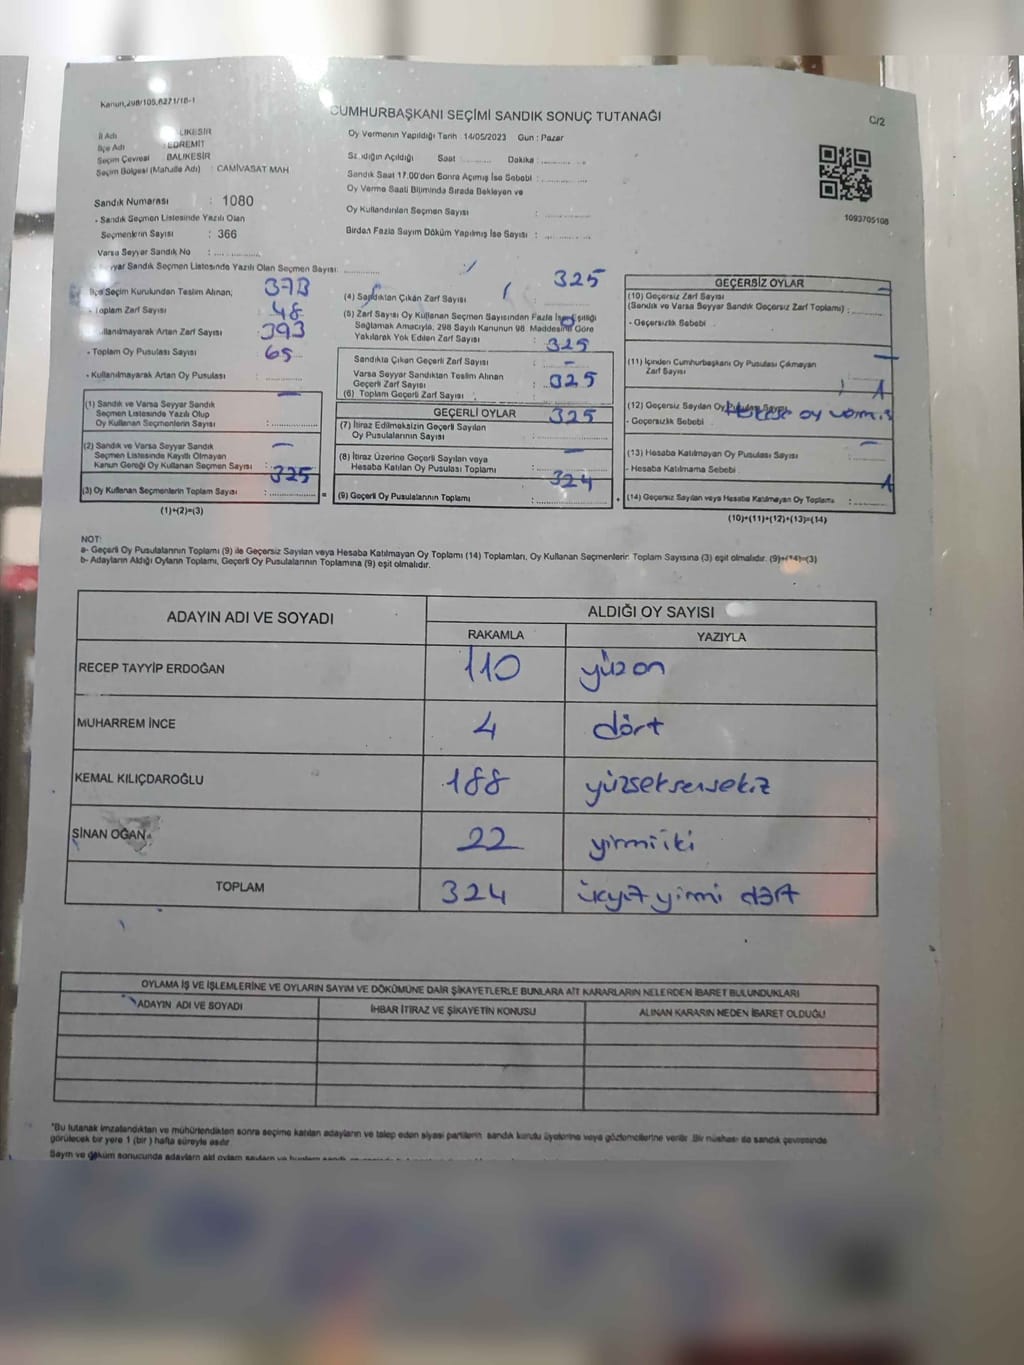 Kanun,298/105,6271/18-1
CUMHURBAŞKANI SEÇİMİ SANDIK SONUÇ TUTANAĞI
C/2
İl Adı : BALIKESİR
İlçe Adı : EDREMİT
Seçim Çevresi : BALIKESİR
Seçim Bölgesi (Mahalle Adı) : CAMİVASAT MAH
Oy Vermenin Yapıldığı Tarih 14/05/2023 Gün : Pazar
Sandığın Açıldığı Saat ........... Dakika : ..............
Sandık Saat 17.00'den Sonra Açılmış İse Sebebi : ..............
Oy Verme Saati Bitiminde Sırada Bekleyen ve
Oy Kullandırılan Seçmen Sayısı : ..............
Birden Fazla Sayım Döküm Yapılmış İse Sayısı : ..............
1093705108
Sandık Numarası : 1080
- Sandık Seçmen Listesinde Yazılı Olan
Seçmenlerin Sayısı : 366
Varsa Seyyar Sandık No : ..............
Seyyar Sandık Seçmen Listesinde Yazılı Olan Seçmen Sayısı: ..............
İlçe Seçim Kurulundan Teslim Alınan; 373
- Toplam Zarf Sayısı 48
Kullanılmayarak Artan Zarf Sayısı : 393
- Toplam Oy Pusulası Sayısı 65
- Kullanılmayarak Artan Oy Pusulası : ..............
(1) Sandık ve Varsa Seyyar Sandık
Seçmen Listesinde Yazılı Olup
Oy Kullanan Seçmenlerin Sayısı : ..............
(2) Sandık ve Varsa Seyyar Sandık
Seçmen Listesinde Kayıtlı Olmayan
Kanun Gereği Oy Kullanan Seçmen Sayısı : 325
(3) Oy Kullanan Seçmenlerin Toplam Sayısı : ..............
(1)+(2)=(3)
325
(4) Sandıktan Çıkan Zarf Sayısı
(5) Zarf Sayısı Oy Kullanan Seçmen Sayısından Fazla İse, Eşitliği
Sağlamak Amacıyla, 298 Sayılı Kanunun 98. Maddesine Göre
Yakılarak Yok Edilen Zarf Sayısı : 325
Sandıkta Çıkan Geçerli Zarf Sayısı : -
Varsa Seyyar Sandıktan Teslim Alınan
Geçerli Zarf Sayısı : 325
(6) Toplam Geçerli Zarf Sayısı
GEÇERLİ OYLAR 325
(7) İtiraz Edilmeksizin Geçerli Sayılan
Oy Pusulalarının Sayısı : ..............
(8) İtiraz Üzerine Geçerli Sayılan veya
Hesaba Katılan Oy Pusulası Toplamı : ..............
324
(9) Geçerli Oy Pusulalarının Toplamı : ..............
GEÇERSİZ OYLAR
(10) Geçersiz Zarf Sayısı
(Sandık ve Varsa Seyyar Sandık Geçersiz Zarf Toplamı) : ..........
- Geçersizlik Sebebi
(11) İçinden Cumhurbaşkanı Oy Pusulası Çıkmayan
Zarf Sayısı
1
(12) Geçersiz Sayılan Oy Pusulası Sayısı oy vermiş
- Geçersizlik Sebebi
(13) Hesaba Katılmayan Oy Pusulası Sayısı
- Hesaba Katılmama Sebebi 1
(14) Geçersiz Sayılan veya Hesaba Katılmayan Oy Toplamı : ..........
(10)+(11)+(12)+(13)=(14)
NOT:
a- Geçerli Oy Pusulalarının Toplamı (9) ile Geçersiz Sayılan veya Hesaba Katılmayan Oy Toplamı (14) Toplamları, Oy Kullanan Seçmenlerin Toplam Sayısına (3) eşit olmalıdır. (9)+(14)=(3)
b- Adayların Aldığı Oyların Toplamı, Geçerli Oy Pusulalarının Toplamına (9) eşit olmalıdır.
ADAYIN ADI VE SOYADI ALDIĞI OY SAYISI
RAKAMLA YAZIYLA
RECEP TAYYİP ERDOĞAN 110 yüzon
MUHARREM İNCE 4 dört
KEMAL KILIÇDAROĞLU 188 yüzseksensekiz
SİNAN OĞAN 22 yirmiiki
TOPLAM 324 üçyüzyirmi dört
OYLAMA İŞ VE İŞLEMLERİNE VE OYLARIN SAYIM VE DÖKÜMÜNE DAİR ŞİKAYETLERLE BUNLARA AİT KARARLARIN NELERDEN İBARET BULUNDUKLARI
ADAYIN ADI VE SOYADI İHBAR İTİRAZ VE ŞİKAYETİN KONUSU ALINAN KARARIN NEDEN İBARET OLDUĞU
*Bu tutanak imzalandıktan ve mühürlendikten sonra seçime katılan adayların ve talep eden siyasi partilerin sandık kurulu üyelerine veya gözlemcilerine verilir. Bir nüshası da sandık çevresinde
görülecek bir yere 1 (bir) hafta süreyle asılır.